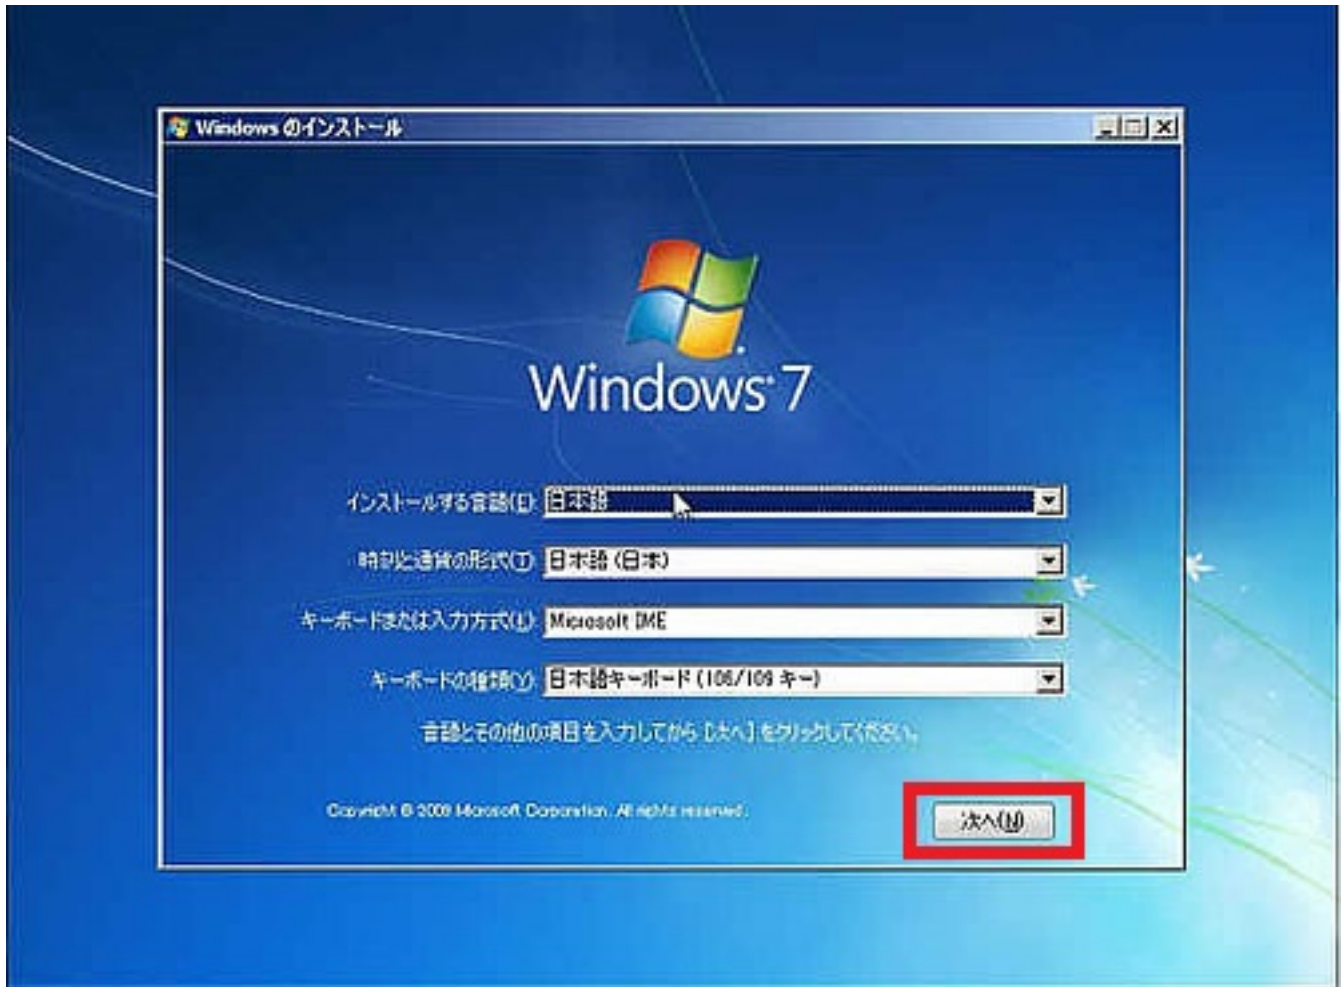 Windows のインストール
Windows 7
インストールする言語(E): 日本語
時刻と通貨の形式(T): 日本語 (日本)
キーボードまたは入力方式(K): Microsoft IME
キーボードの種類(Y): 日本語キーボード (106/109 キー)
言語とその他の項目を入力してから [次へ] をクリックしてください。
Copyright © 2009 Microsoft Corporation. All rights reserved.
次へ(N)